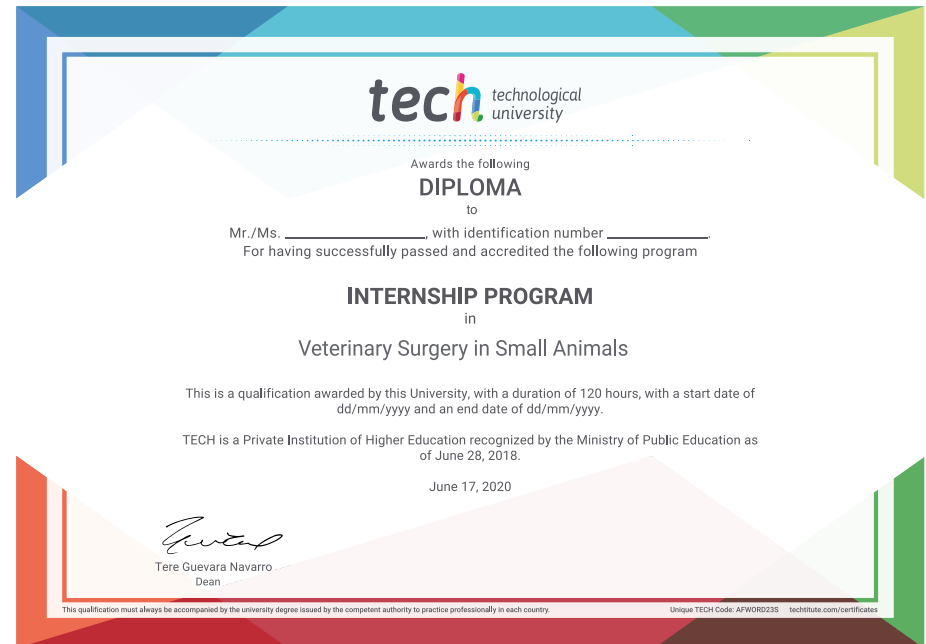 tech technological
university
Awards the following
DIPLOMA
to
Mr./Ms. ____________________, with identification number ______________.
For having successfully passed and accredited the following program
INTERNSHIP PROGRAM
in
Veterinary Surgery in Small Animals
This is a qualification awarded by this University, with a duration of 120 hours, with a start date of
dd/mm/yyyy and an end date of dd/mm/yyyy.
TECH is a Private Institution of Higher Education recognized by the Ministry of Public Education as
of June 28, 2018.
June 17, 2020
Tere Guevara Navarro
Dean
This qualification must always be accompanied by the university degree issued by the competent authority to practice professionally in each country.
Unique TECH Code: AFWORD23S techtitute.com/certificates